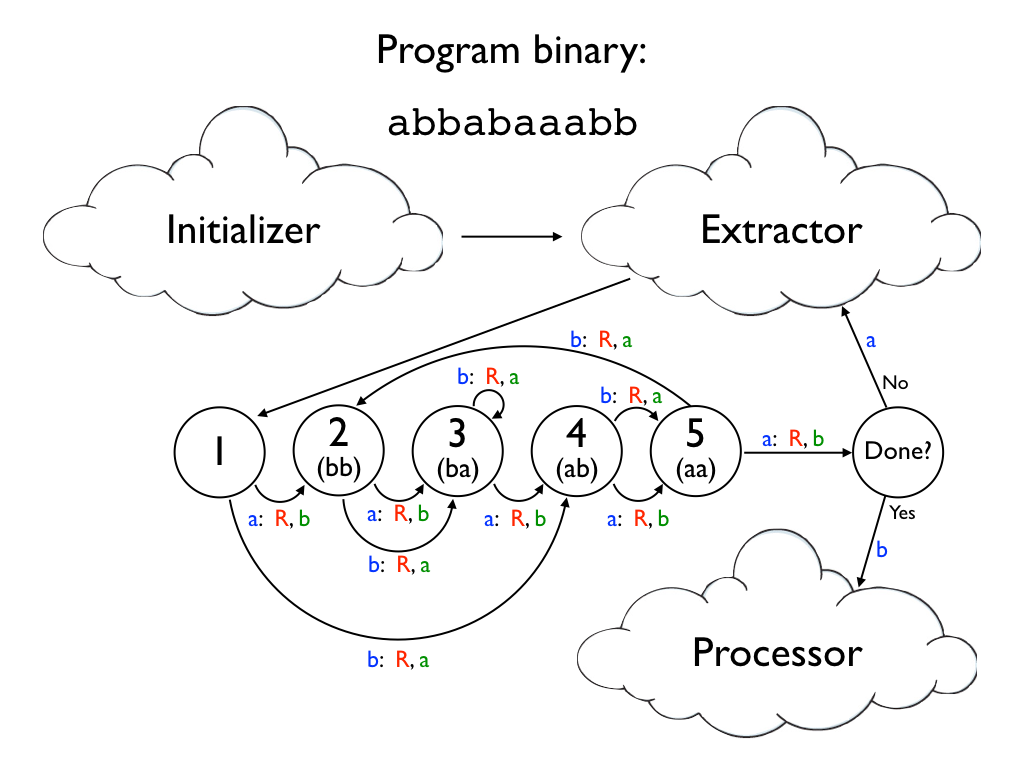 Program binary:
abbabaaabb
Initializer
Extractor
b: R, a
a
b: R, a
No
b: R, a
1
2
(bb)
3
(ba)
4
(ab)
5
(aa)
a: R, b
Done?
a: R, b
a: R, b
a: R, b
a: R, b
Yes
b: R, a
b
Processor
b: R, a